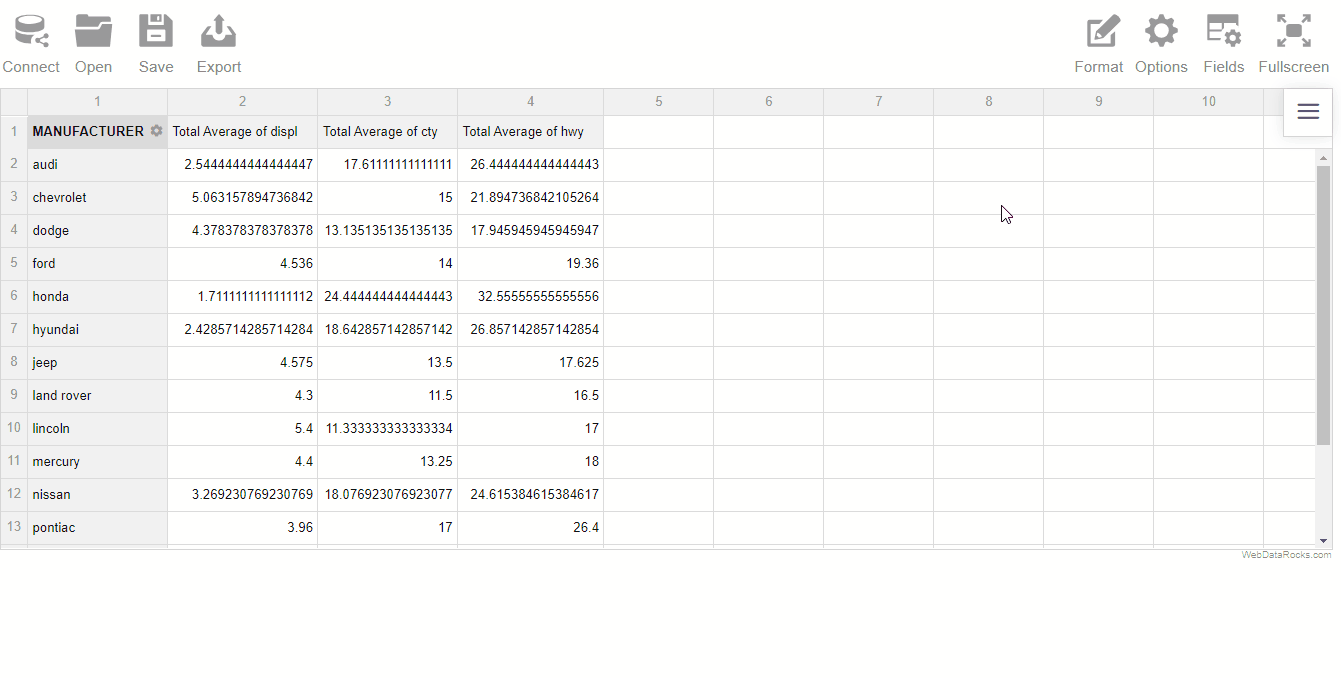 Connect Open Save Export Format Options Fields Fullscreen
1 2 3 4 5 6 7 8 9 10
1 MANUFACTURER Total Average of displ Total Average of cty Total Average of hwy
2 audi 2.5444444444444447 17.61111111111111 26.444444444444443
3 chevrolet 5.063157894736842 15 21.894736842105264
4 dodge 4.378378378378378 13.135135135135135 17.945945945945947
5 ford 4.536 14 19.36
6 honda 1.7111111111111112 24.444444444444443 32.55555555555556
7 hyundai 2.4285714285714284 18.642857142857142 26.857142857142854
8 jeep 4.575 13.5 17.625
9 land rover 4.3 11.5 16.5
10 lincoln 5.4 11.333333333333334 17
11 mercury 4.4 13.25 18
12 nissan 3.269230769230769 18.076923076923077 24.615384615384617
13 pontiac 3.96 17 26.4
WebDataRocks.com